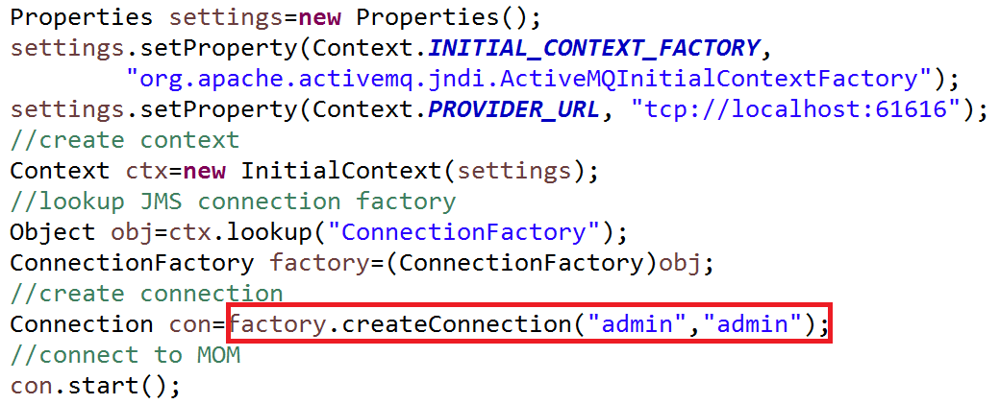 Properties settings=new Properties();
settings.setProperty(Context.INITIAL_CONTEXT_FACTORY,
"org.apache.activemq.jndi.ActiveMQInitialContextFactory");
settings.setProperty(Context.PROVIDER_URL, "tcp://localhost:61616");
//create context
Context ctx=new InitialContext(settings);
//lookup JMS connection factory
Object obj=ctx.lookup("ConnectionFactory");
ConnectionFactory factory=(ConnectionFactory)obj;
//create connection
Connection con=factory.createConnection("admin","admin");
//connect to MOM
con.start();